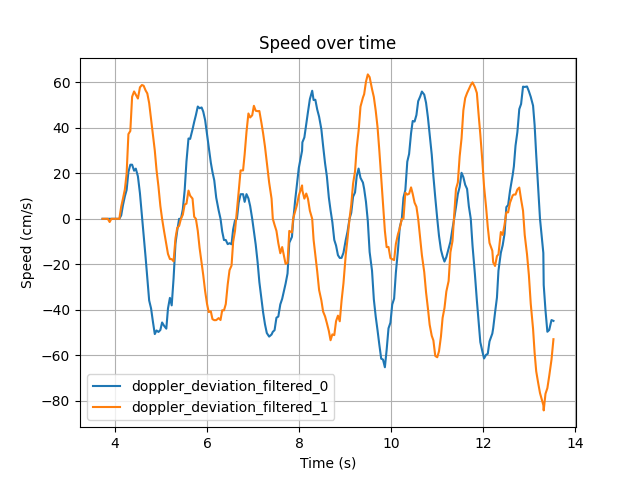 Speed over time
Speed (cm/s)
60
40
20
0
−20
−40
−60
−80
doppler_deviation_filtered_0
doppler_deviation_filtered_1
4
6
8
10
12
14
Time (s)